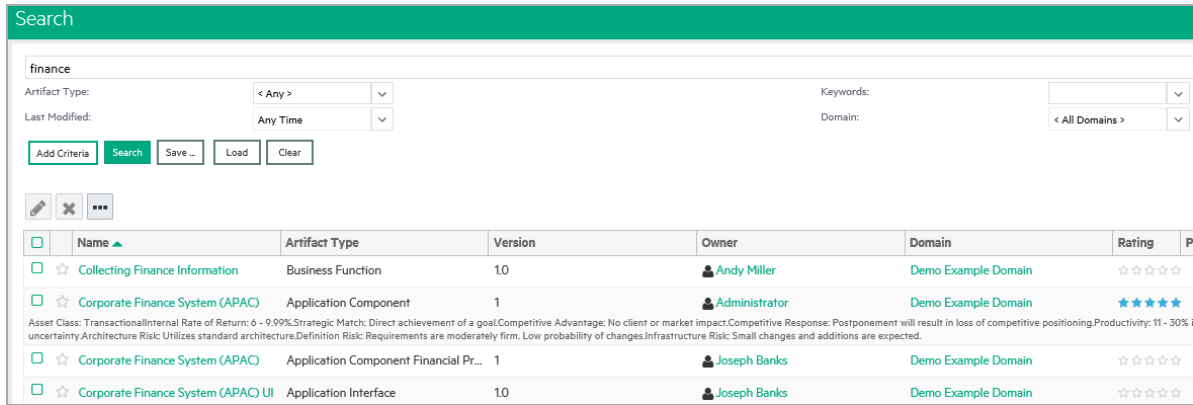 Search
finance
Artifact Type: < Any > Keywords:
Last Modified: Any Time Domain: < All Domains >
Add Criteria Search Save ... Load Clear
Name Artifact Type Version Owner Domain Rating P
Collecting Finance Information Business Function 1.0 Andy Miller Demo Example Domain
Corporate Finance System (APAC) Application Component 1 Administrator Demo Example Domain
Asset Class: TransactionalInternal Rate of Return: 6 - 9.99%.Strategic Match: Direct achievement of a goal.Competitive Advantage: No client or market impact.Competitive Response: Postponement will result in loss of competitive positioning.Productivity: 11 - 30% i
uncertainty.Architecture Risk: Utilizes standard architecture.Definition Risk: Requirements are moderately firm. Low probability of changes.Infrastructure Risk: Small changes and additions are expected.
Corporate Finance System (APAC) Application Component Financial Pr... 1 Joseph Banks Demo Example Domain
Corporate Finance System (APAC) UI Application Interface 1.0 Joseph Banks Demo Example Domain